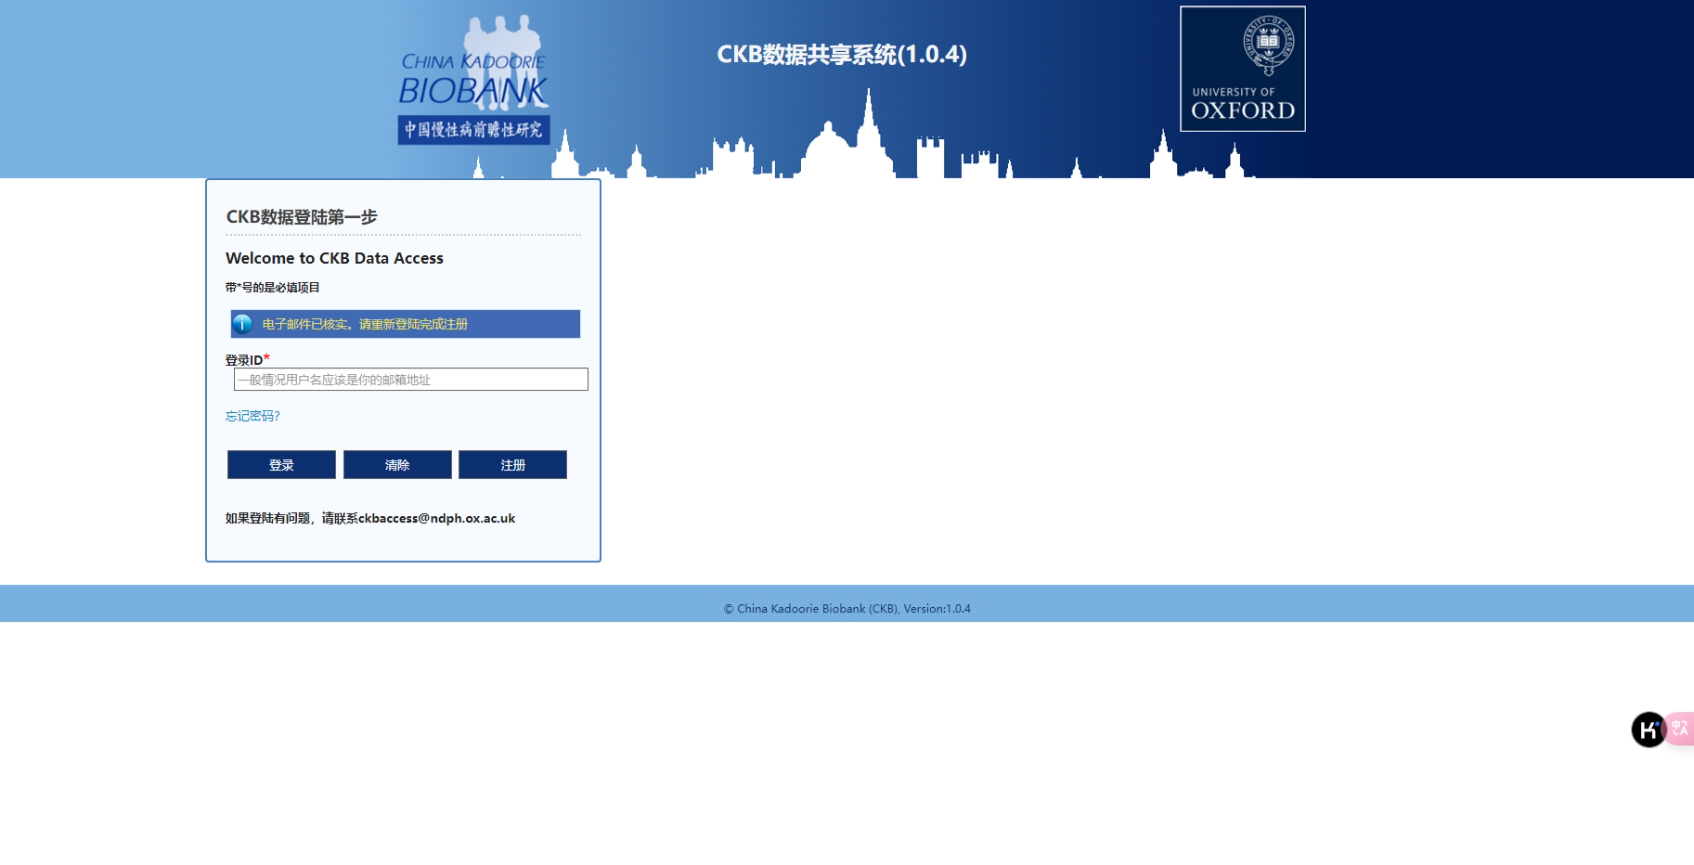 CHINA KADOORIE
BIOBANK
中国慢性病前瞻性研究
CKB数据共享系统(1.0.4)
UNIVERSITY OF
OXFORD
CKB数据登陆第一步
Welcome to CKB Data Access
带*号的是必填项目
电子邮件已核实。请重新登陆完成注册
登录ID*
一般情况用户名应该是你的邮箱地址
忘记密码?
登录
清除
注册
如果登陆有问题，请联系ckbaccess@ndph.ox.ac.uk
© China Kadoorie Biobank (CKB), Version:1.0.4
K
中
A